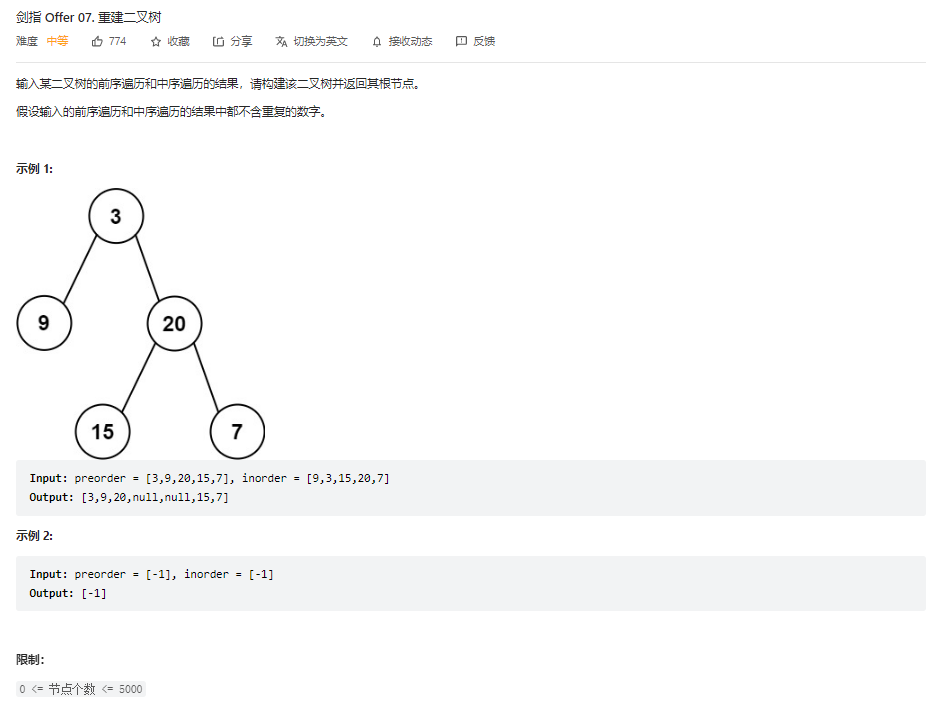 剑指 Offer 07. 重建二叉树
难度 中等 774 收藏 分享 切换为英文 接收动态 反馈
输入某二叉树的前序遍历和中序遍历的结果，请构建该二叉树并返回其根节点。
假设输入的前序遍历和中序遍历的结果中都不含重复的数字。
示例 1:
3
9 20
15 7
Input: preorder = [3,9,20,15,7], inorder = [9,3,15,20,7]
Output: [3,9,20,null,null,15,7]
示例 2:
Input: preorder = [-1], inorder = [-1]
Output: [-1]
限制：
0 <= 节点个数 <= 5000